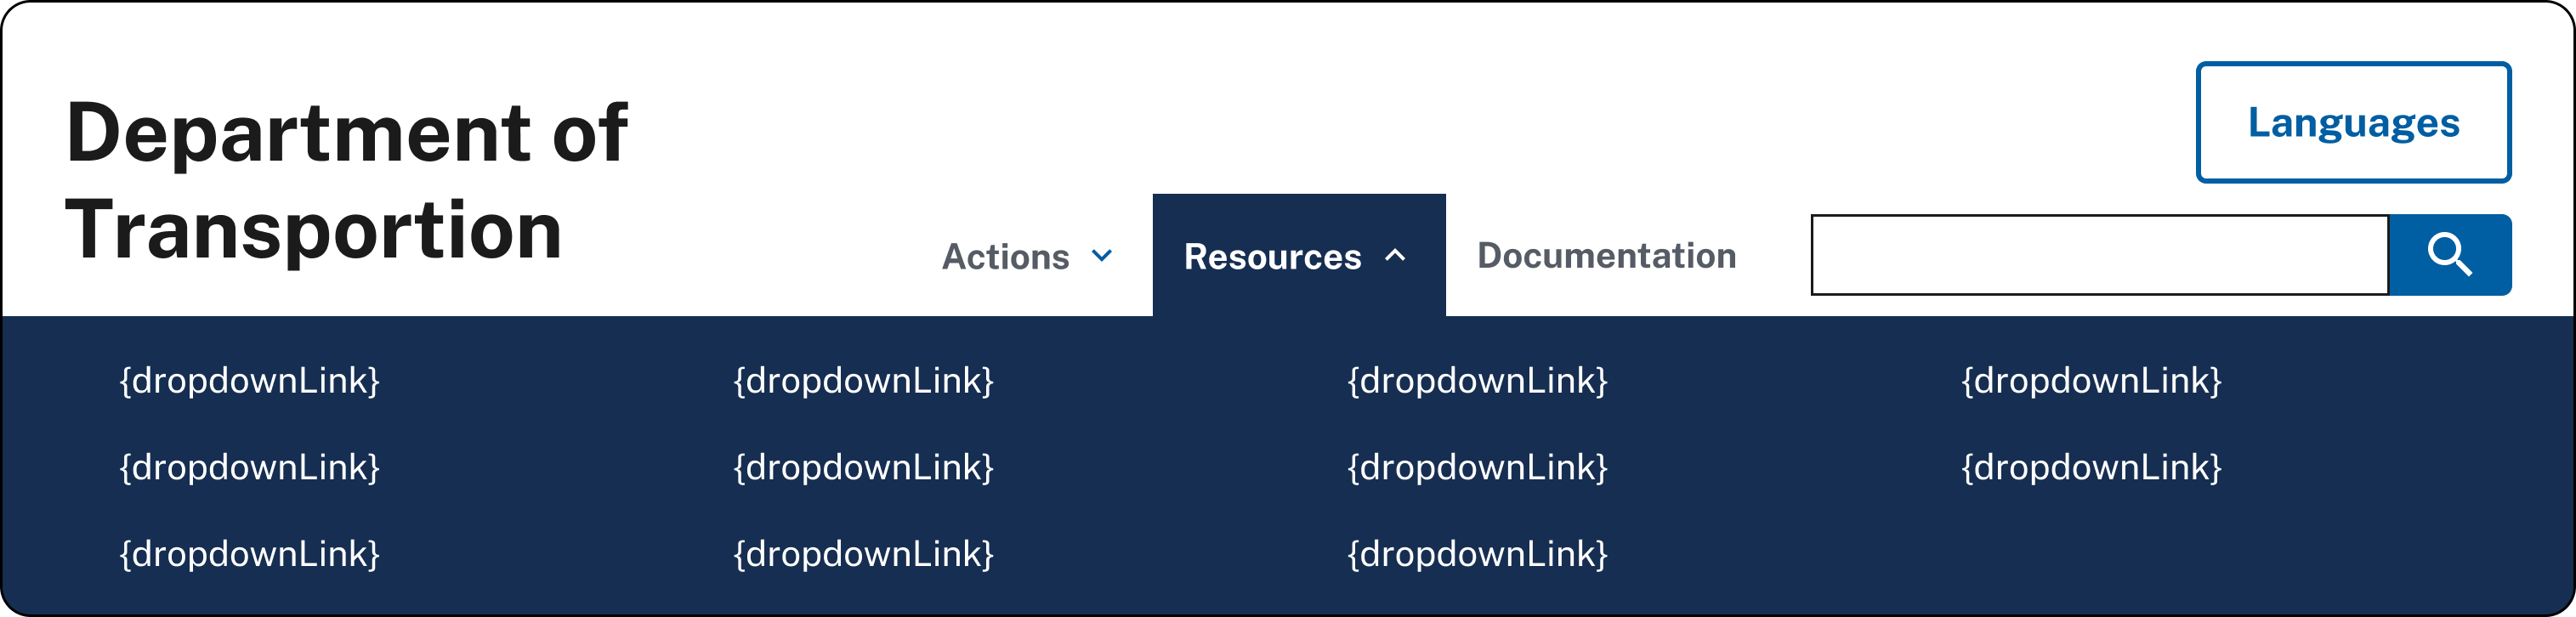 Languages
Department of
Transportion
Actions Resources Documentation
{dropdownLink} {dropdownLink} {dropdownLink} {dropdownLink}
{dropdownLink} {dropdownLink} {dropdownLink} {dropdownLink}
{dropdownLink} {dropdownLink} {dropdownLink}